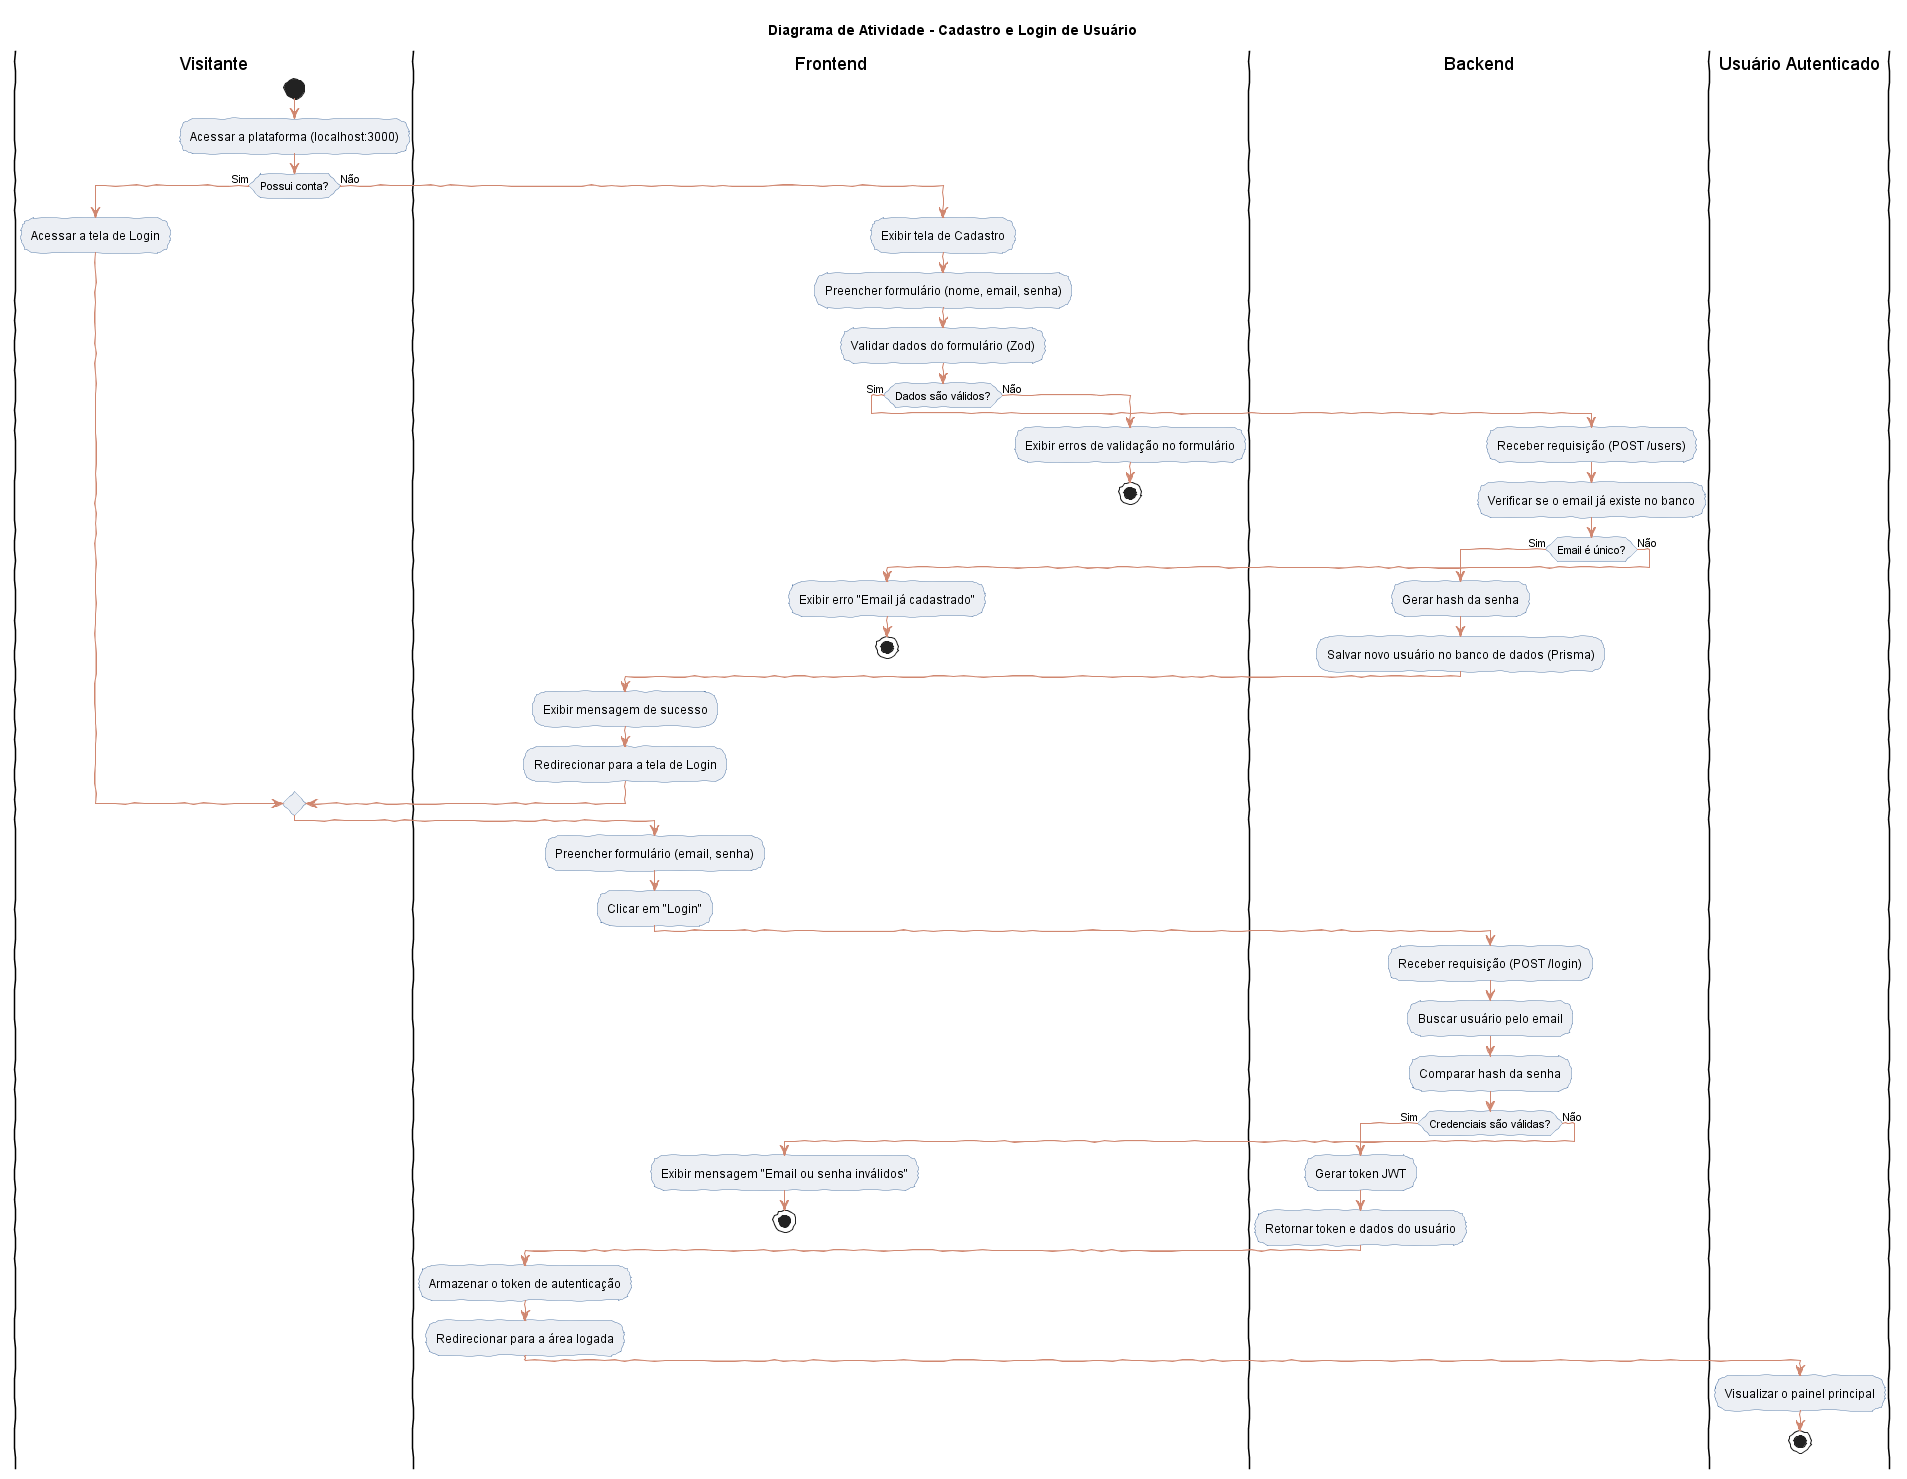 Diagrama de Atividade - Cadastro e Login de Usuário
Visitante
Frontend
Backend
Usuário Autenticado
Acessar a plataforma (localhost:3000)
Sim
Possui conta?
Não
Acessar a tela de Login
Exibir tela de Cadastro
Preencher formulário (nome, email, senha)
Validar dados do formulário (Zod)
Sim
Dados são válidos?
Não
Exibir erros de validação no formulário
Receber requisição (POST /users)
Verificar se o email já existe no banco
Sim
Email é único?
Não
Exibir erro "Email já cadastrado"
Gerar hash da senha
Salvar novo usuário no banco de dados (Prisma)
Exibir mensagem de sucesso
Redirecionar para a tela de Login
Preencher formulário (email, senha)
Clicar em "Login"
Receber requisição (POST /login)
Buscar usuário pelo email
Comparar hash da senha
Sim
Credenciais são válidas?
Não
Exibir mensagem "Email ou senha inválidos"
Gerar token JWT
Retornar token e dados do usuário
Armazenar o token de autenticação
Redirecionar para a área logada
Visualizar o painel principal